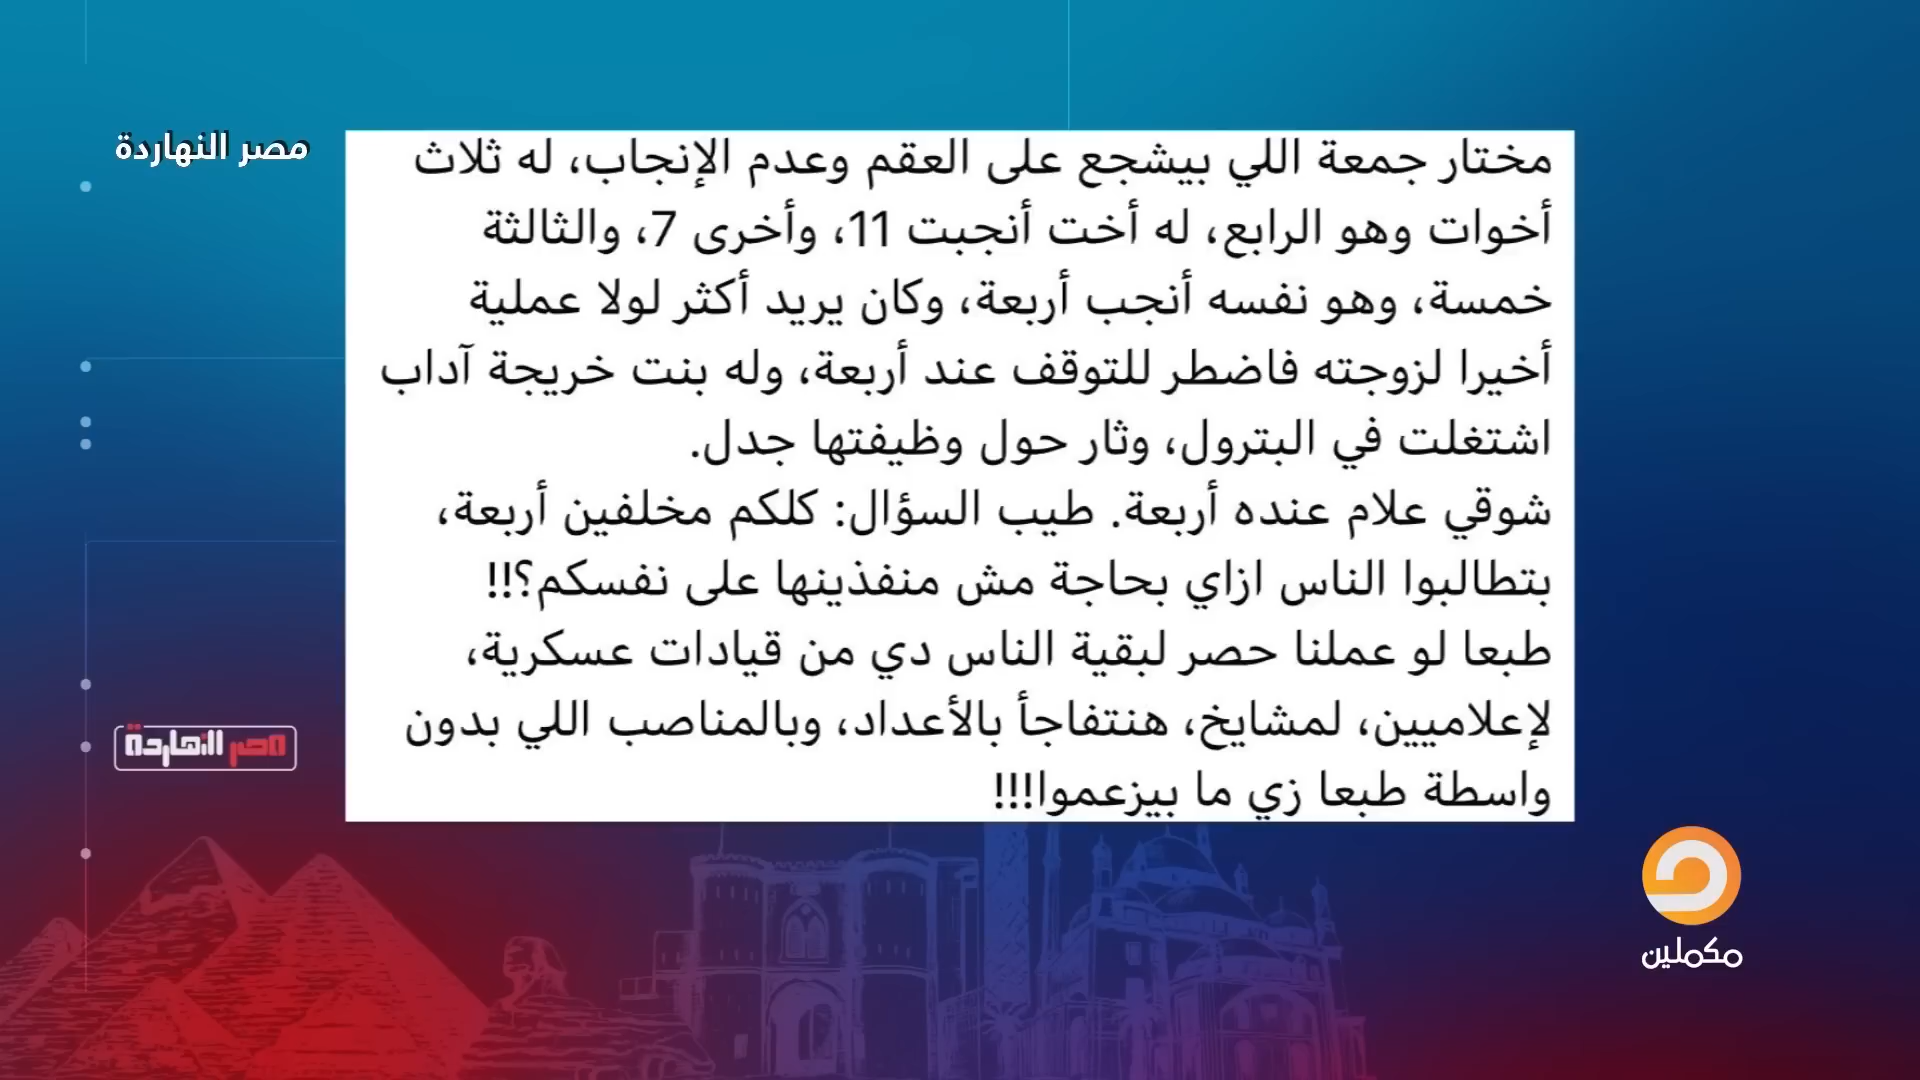 مصر النهاردة
مختار جمعة اللي بيشجع على العقم وعدم الإنجاب، له ثلاث
أخوات وهو الرابع، له أخت أنجبت 11، وأخرى 7، والثالثة
خمسة، وهو نفسه أنجب أربعة، وكان يريد أكثر لولا عملية
أخيرا لزوجته فاضطر للتوقف عند أربعة، وله بنت خريجة آداب
اشتغلت في البترول، وثار حول وظيفتها جدل.
شوقي علام عنده أربعة. طيب السؤال: كلكم مخلفين أربعة،
بتطالبوا الناس ازاي بحاجة مش منفذينها على نفسكم؟!!
طبعا لو عملنا حصر لبقية الناس دي من قيادات عسكرية،
لإعلاميين، لمشايخ، هنتفاجأ بالأعداد، وبالمناصب اللي بدون
واسطة طبعا زي ما بيزعموا!!!
مصر النهاردة
مكملين